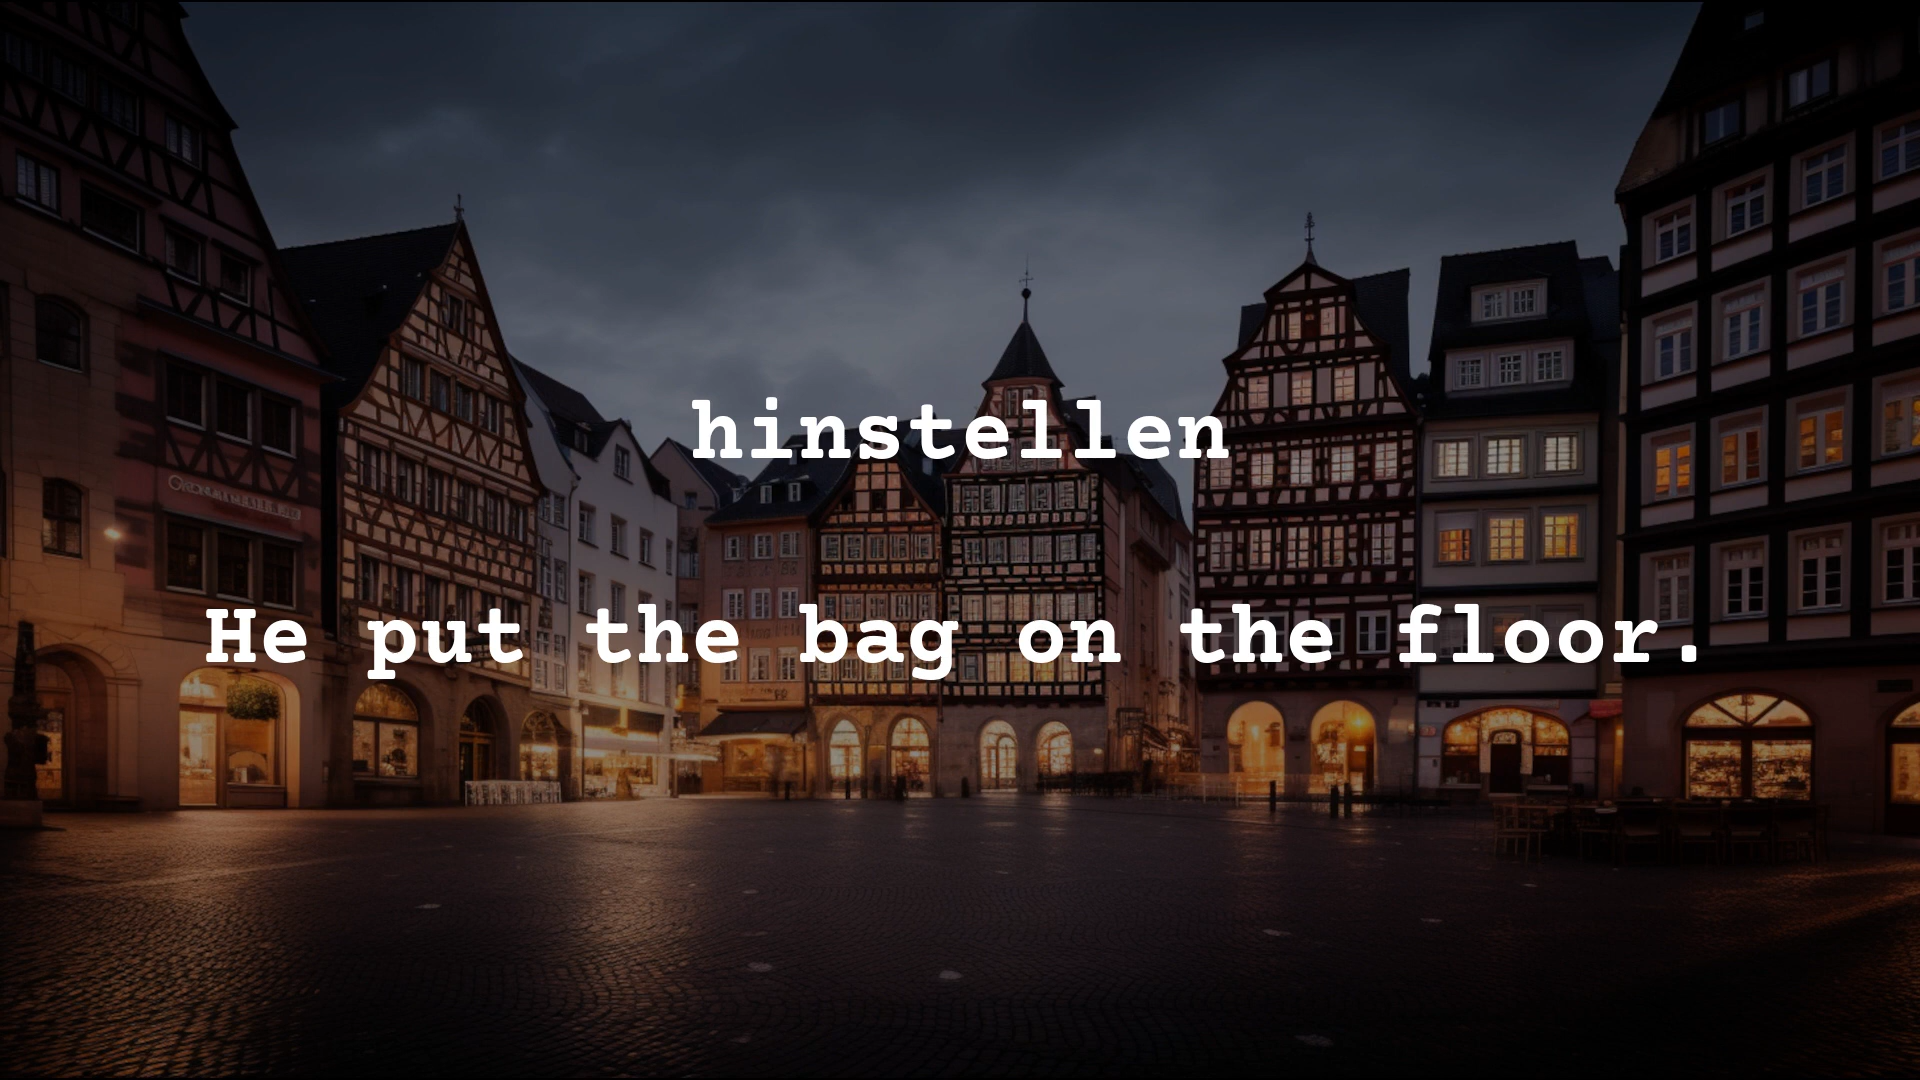 hinstellen
He put the bag on the floor.